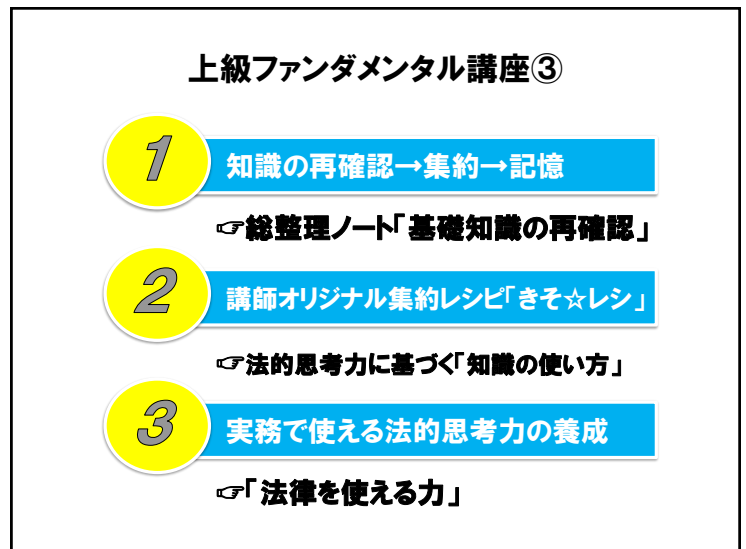 上級ファンダメンタル講座③
1
知識の再確認→集約→記憶
☞総整理ノート「基礎知識の再確認」
2
講師オリジナル集約レシピ「きそ☆レシ」
☞法的思考力に基づく「知識の使い方」
3
実務で使える法的思考力の養成
☞「法律を使える力」